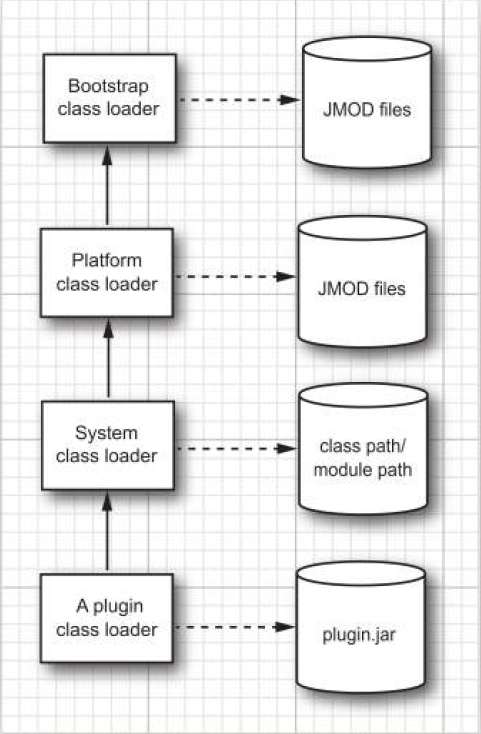 Bootstrap
class loader
JMOD files
Platform
class loader
JMOD files
System
class loader
class path/
module path
A plugin
class loader
plugin.jar